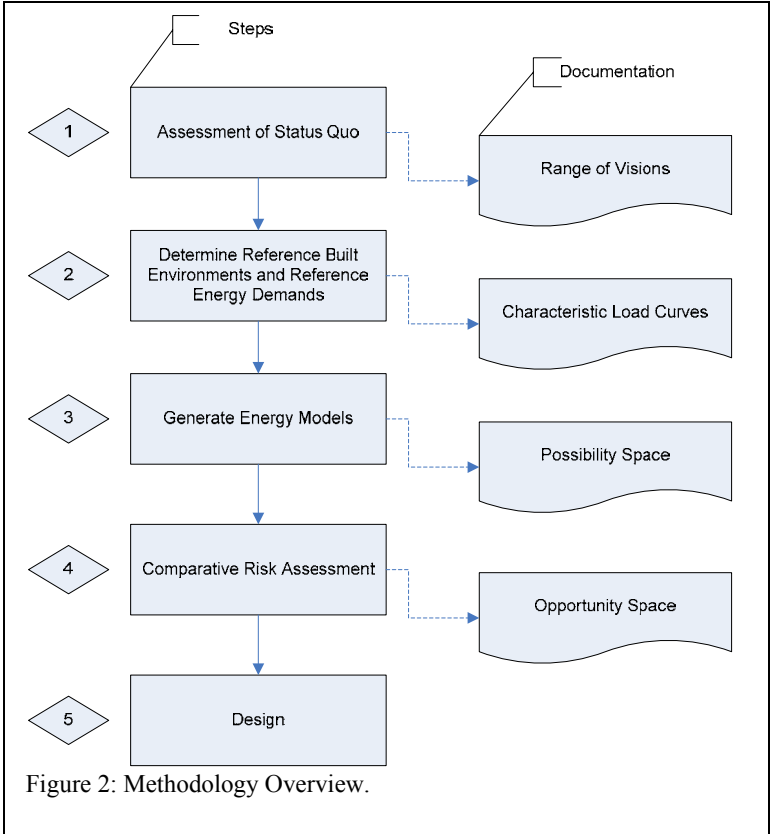 Steps
Documentation
1
Assessment of Status Quo
Range of Visions
2
Determine Reference Built
Environments and Reference
Energy Demands
Characteristic Load Curves
3
Generate Energy Models
Possibility Space
4
Comparative Risk Assessment
Opportunity Space
5
Design
Figure 2: Methodology Overview.